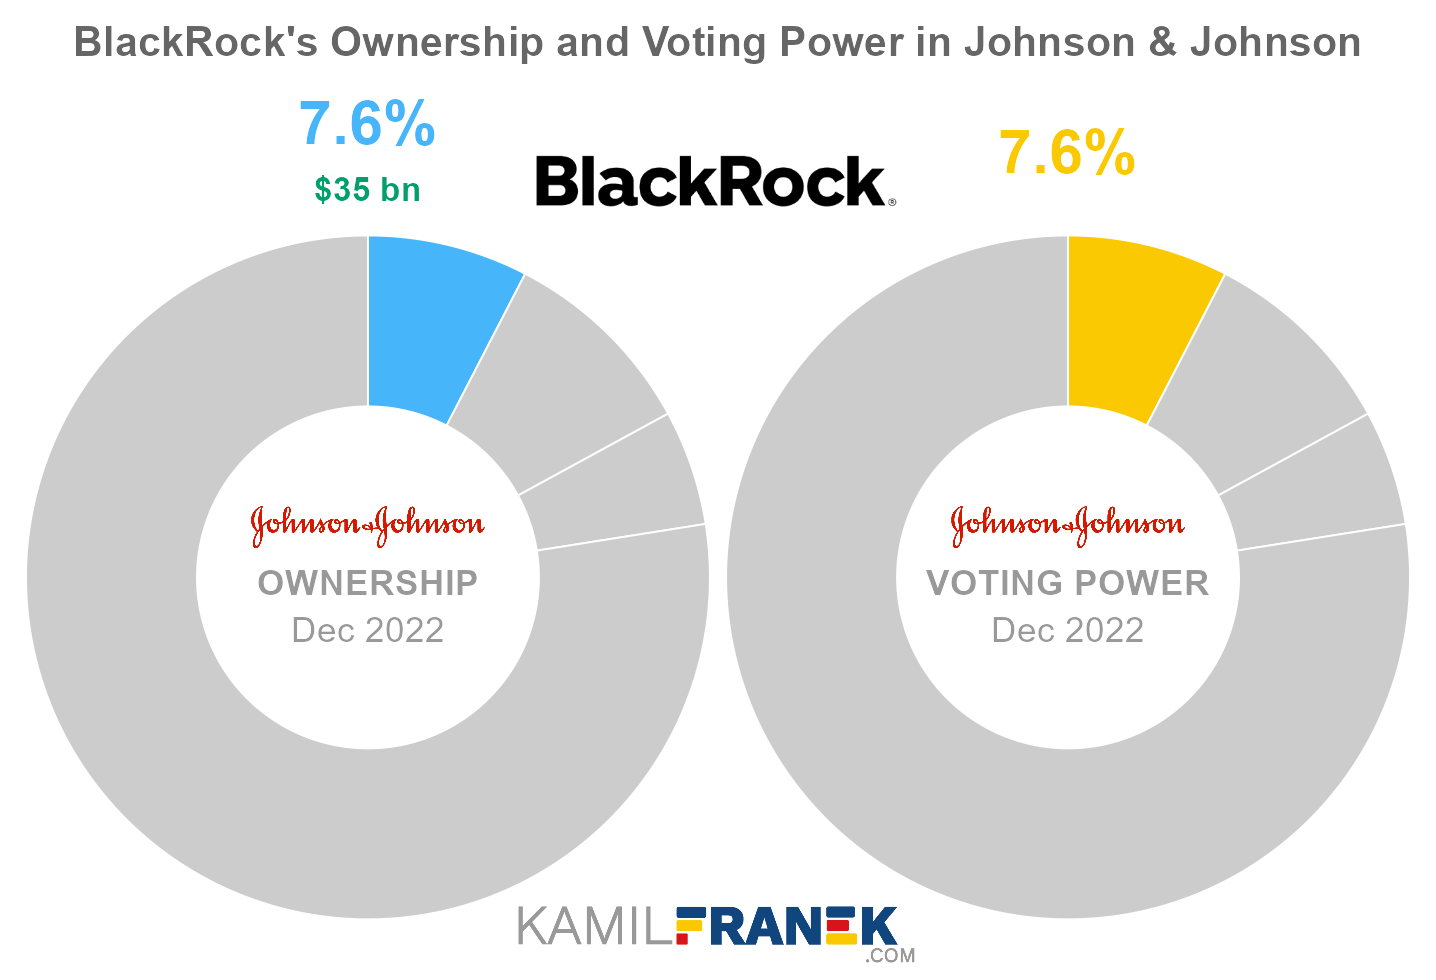 BlackRock's Ownership and Voting Power in Johnson & Johnson
7.6%
$35 bn
BlackRock®
7.6%
Johnson & Johnson
OWNERSHIP
Dec 2022
Johnson & Johnson
VOTING POWER
Dec 2022
KAMILFRANEK
.COM